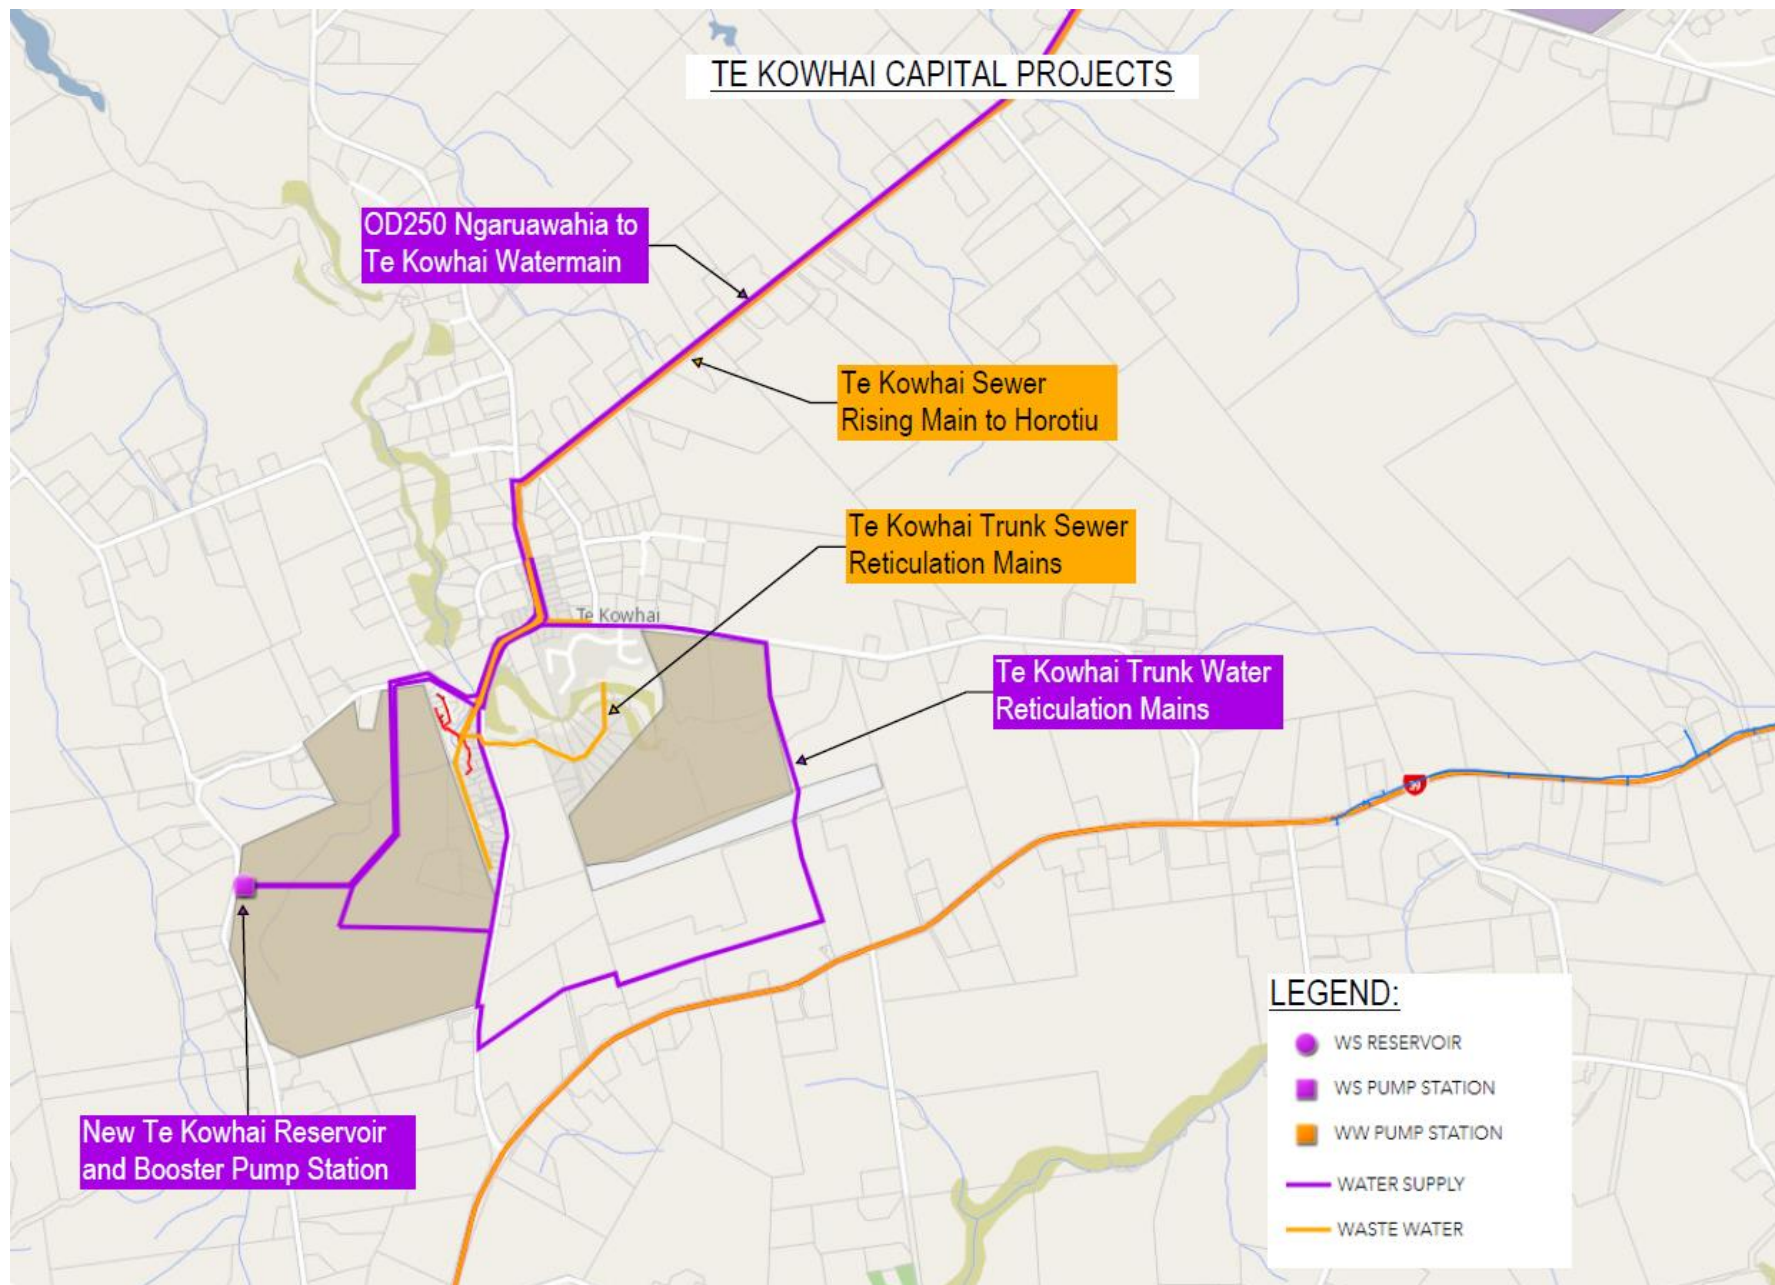 TE KOWHAI CAPITAL PROJECTS
OD250 Ngaruawahia to
Te Kowhai Watermain
Te Kowhai Sewer
Rising Main to Horotiu
Te Kowhai Trunk Sewer
Reticulation Mains
Te Kowhai
Te Kowhai Trunk Water
Reticulation Mains
39
New Te Kowhai Reservoir
and Booster Pump Station
LEGEND:
WS RESERVOIR
WS PUMP STATION
WW PUMP STATION
WATER SUPPLY
WASTE WATER